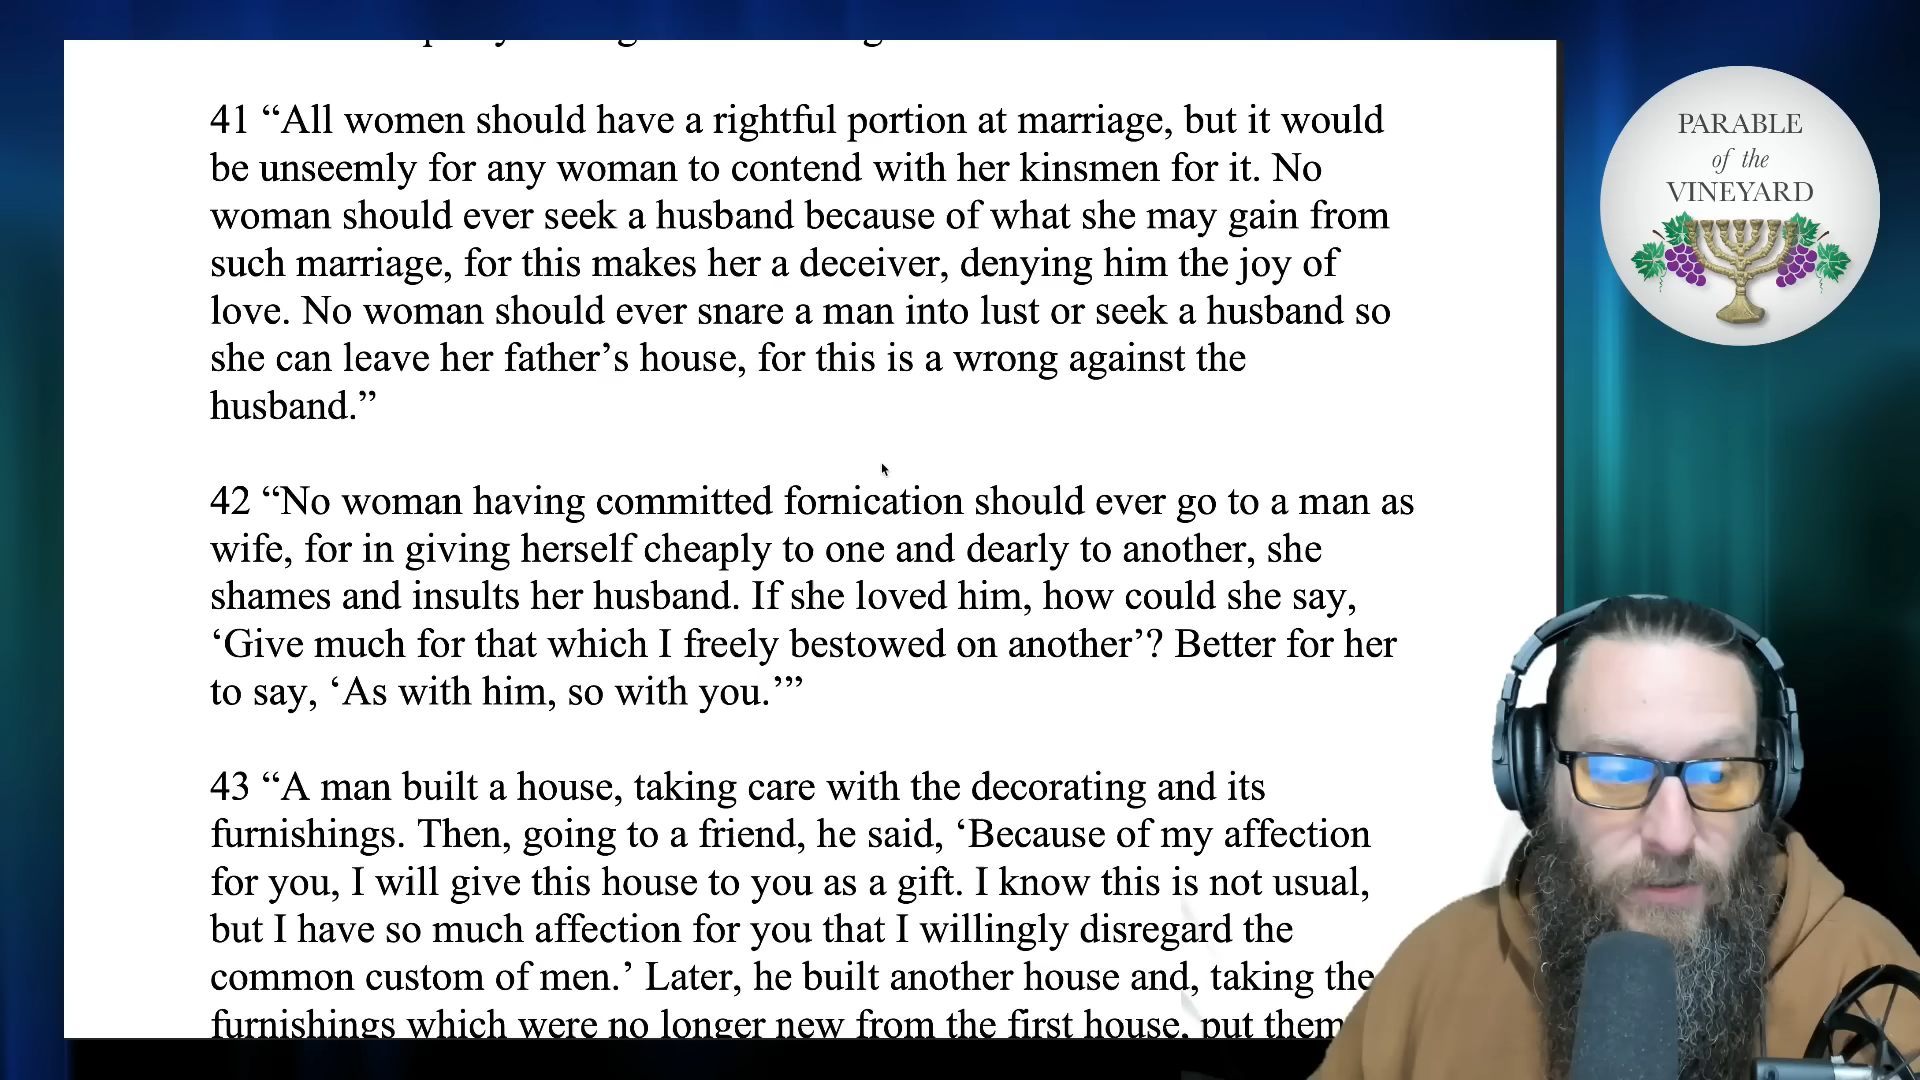 41 “All women should have a rightful portion at marriage, but it would
be unseemly for any woman to contend with her kinsmen for it. No
woman should ever seek a husband because of what she may gain from
such marriage, for this makes her a deceiver, denying him the joy of
love. No woman should ever snare a man into lust or seek a husband so
she can leave her father’s house, for this is a wrong against the
husband.”
42 “No woman having committed fornication should ever go to a man as
wife, for in giving herself cheaply to one and dearly to another, she
shames and insults her husband. If she loved him, how could she say,
‘Give much for that which I freely bestowed on another’? Better for her
to say, ‘As with him, so with you.’”
43 “A man built a house, taking care with the decorating and its
furnishings. Then, going to a friend, he said, ‘Because of my affection
for you, I will give this house to you as a gift. I know this is not usual,
but I have so much affection for you that I willingly disregard the
common custom of men.’ Later, he built another house and, taking the
furnishings which were no longer new from the first house, put them
PARABLE
of the
VINEYARD